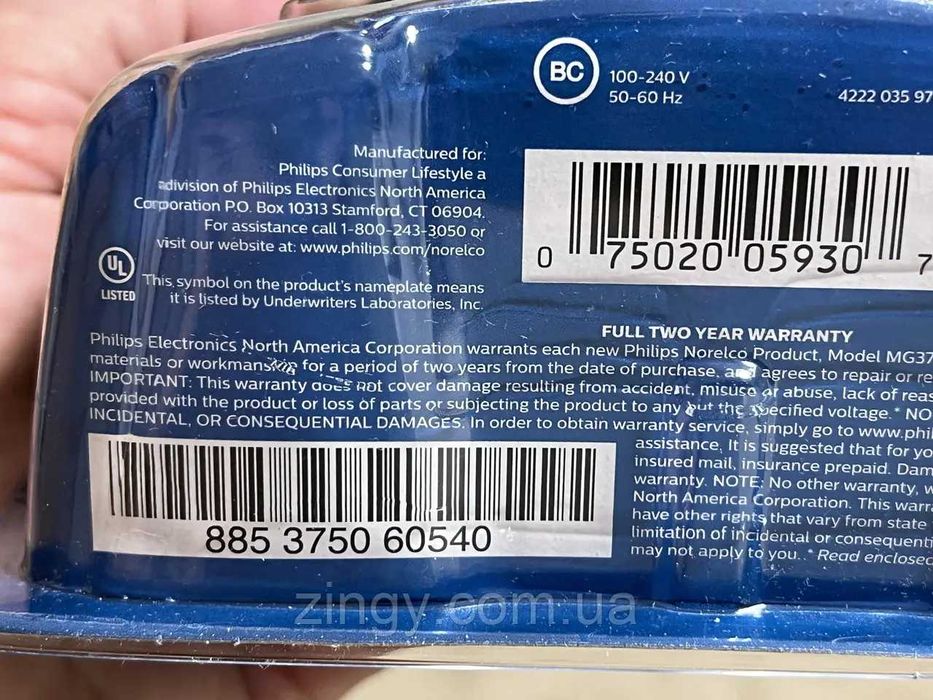 BC
100-240 V
50-60 Hz
4222 035 97
Manufactured for:
Philips Consumer Lifestyle a
division of Philips Electronics North America
Corporation P.O. Box 10313 Stamford, CT 06904.
For assistance call 1-800-243-3050 or
visit our website at: www.philips.com/norelco
0 75020 05930 7
UL
LISTED
This symbol on the product's nameplate means
it is listed by Underwriters Laboratories, Inc.
FULL TWO YEAR WARRANTY
Philips Electronics North America Corporation warrants each new Philips Norelco Product, Model MG37
materials or workmanship for a period of two years from the date of purchase, and agrees to repair or re
IMPORTANT: This warranty does not cover damage resulting from accident, misuse or abuse, lack of reas
provided with the product or loss of parts or subjecting the product to any but the specified voltage.* NO
INCIDENTAL, OR CONSEQUENTIAL DAMAGES. In order to obtain warranty service, simply go to www.phil
assistance. It is suggested that for yo
insured mail, insurance prepaid. Dam
warranty. NOTE: No other warranty, w
North America Corporation. This warra
have other rights that vary from state
limitation of incidental or consequenti
may not apply to you. * Read enclosed
885 3750 60540
zingy.com.ua